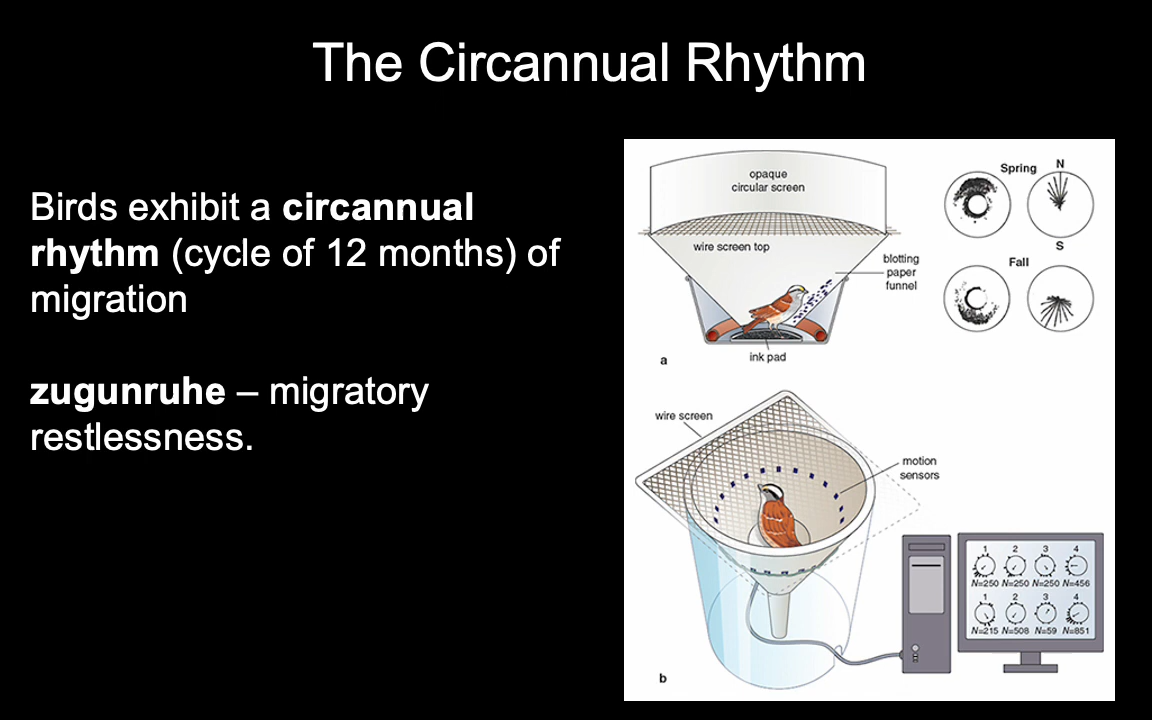 The Circannual Rhythm
Birds exhibit a circannual
rhythm (cycle of 12 months) of
migration
zugunruhe – migratory
restlessness.
opaque
circular screen
wire screen top
blotting
paper
funnel
ink pad
a
Spring
N
S
Fall
wire screen
motion
sensors
1 2 3 4
N=250 N=250 N=250 N=456
1 2 3 4
N=215 N=508 N=59 N=851
b